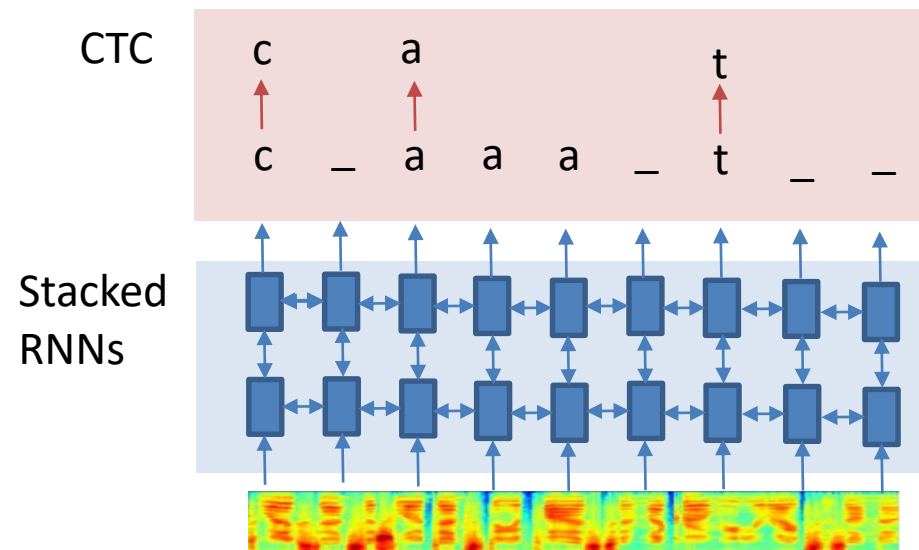 CTC
c a t
c _ a a a _ t _ _
Stacked
RNNs